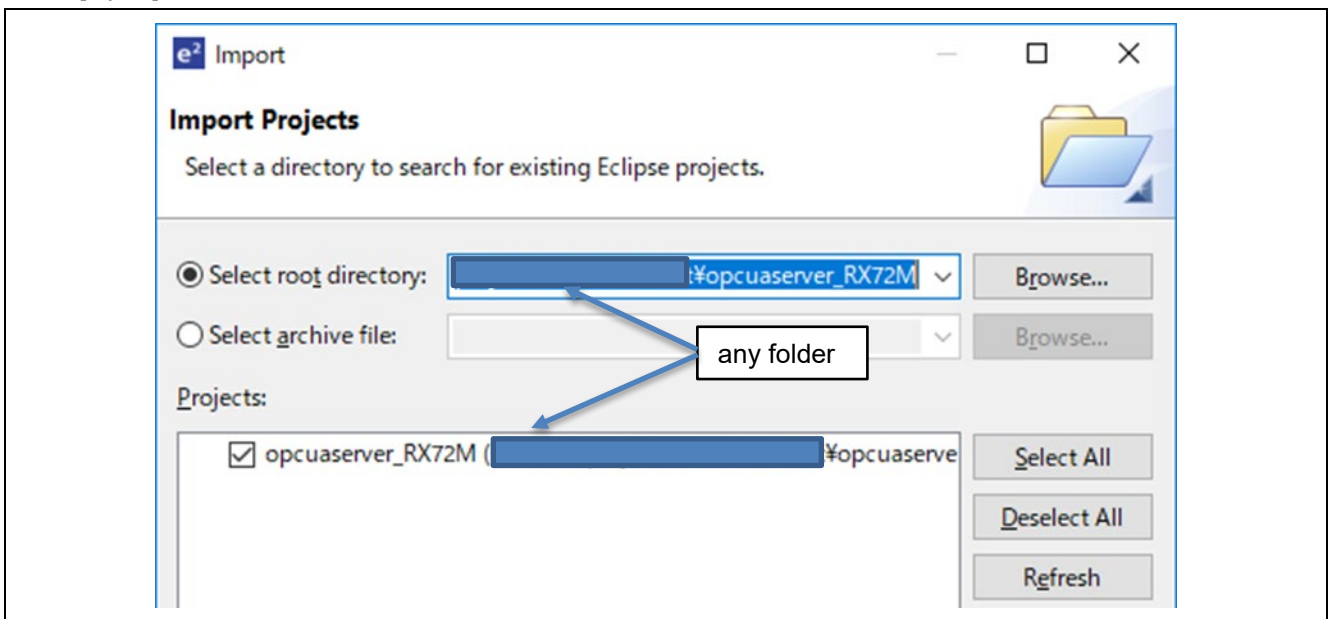 e² Import
Import Projects
Select a directory to search for existing Eclipse projects.
Select root directory: t¥opcuaserver_RX72M Browse...
Select archive file: Browse...
any folder
Projects:
opcuaserver_RX72M ( ¥opcuaserve Select All
Deselect All
Refresh